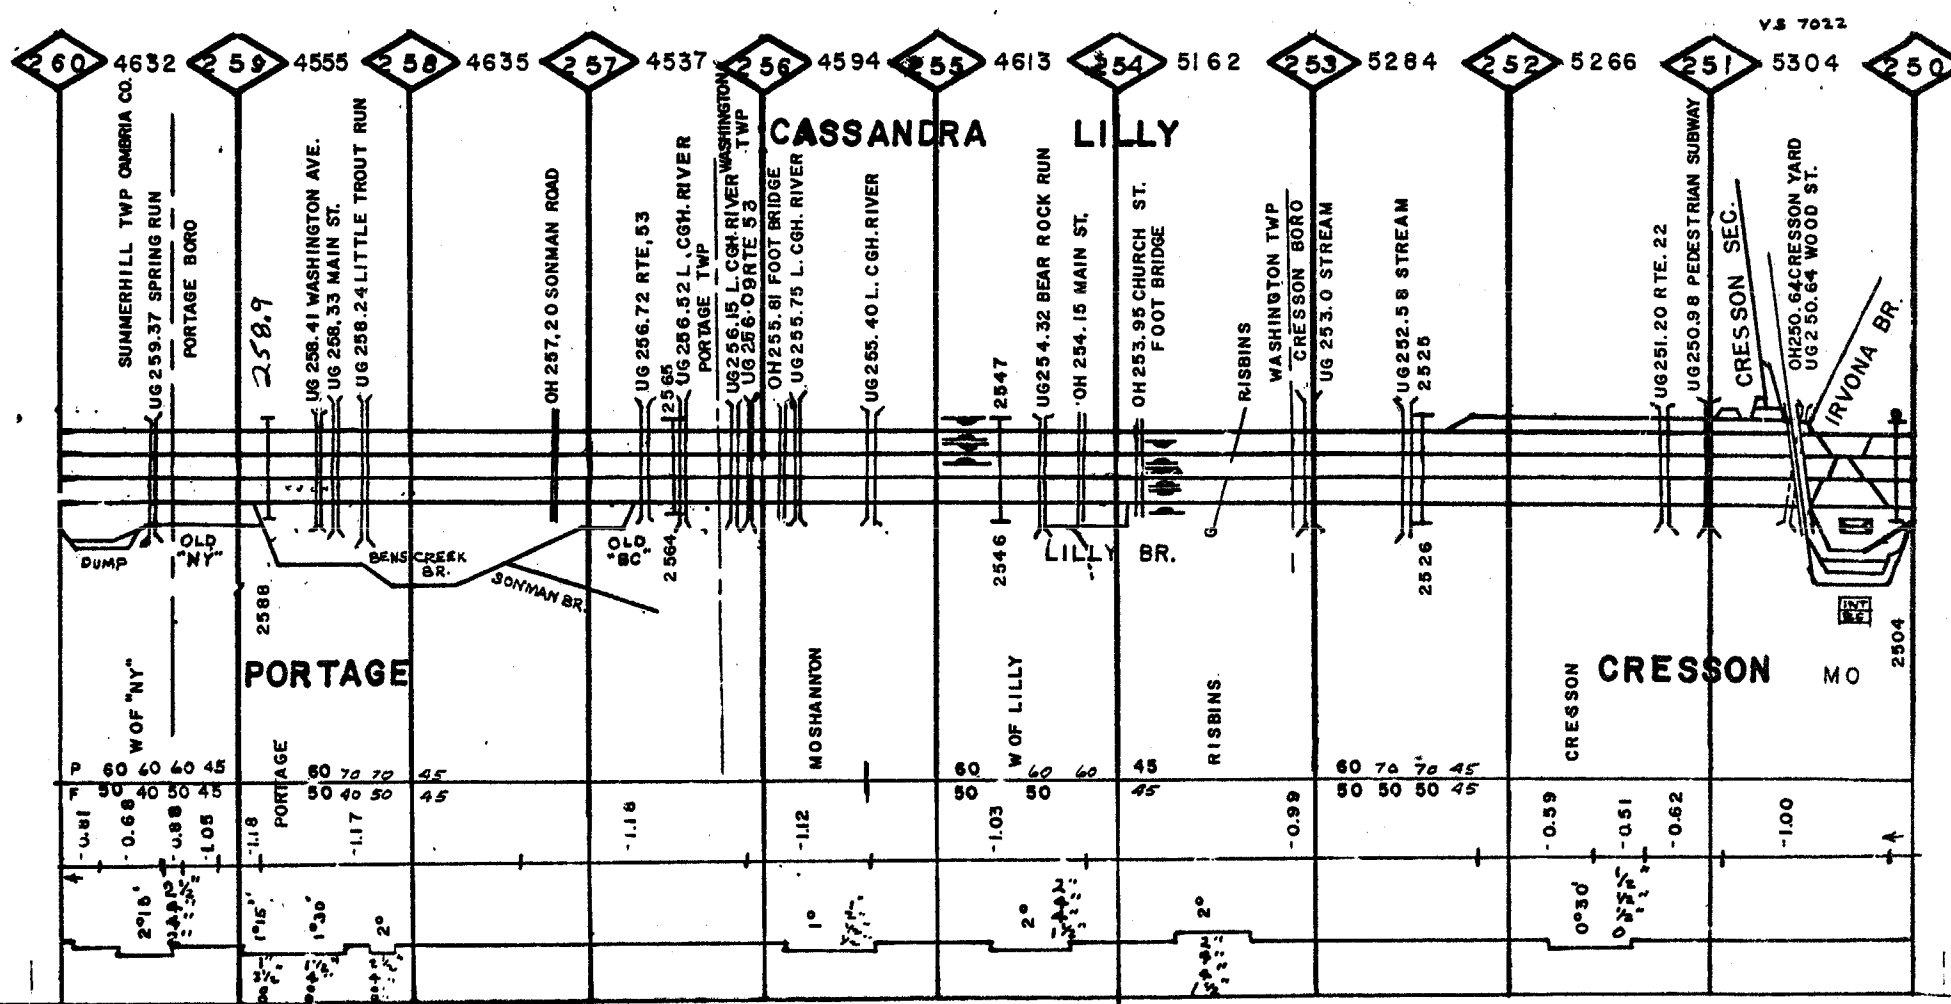 V S 7022
260 4632 259 4555 258 4635 257 4537 256 4594 255 4613 254 5162 253 5284 252 5266 251 5304 250
CASSANDRA LILLY
SUMMERHILL TWP CAMBRIA CO.
UG 259.37 SPRING RUN
PORTAGE BORO
258.9
UG 258.41 WASHINGTON AVE.
UG 258.33 MAIN ST.
UG 258.24 LITTLE TROUT RUN
OH 257.20 SONMAN ROAD
UG 256.72 RTE. 53
2565
UG 256.52 L. CGH. RIVER
PORTAGE TWP
WASHINGTON TWP
UG 256.15 L. CGH. RIVER
UG 256.09 RTE 53
OH 255.81 FOOT BRIDGE
UG 255.75 L. CGH. RIVER
UG 255.40 L. CGH. RIVER
2547
UG 254.32 BEAR ROCK RUN
OH 254.15 MAIN ST.
OH 253.95 CHURCH ST.
FOOT BRIDGE
RISBINS
WASHINGTON TWP
CRESSON BORO
UG 253.0 STREAM
UG 252.58 STREAM
2525
UG 251.20 RTE. 22
UG 250.98 PEDESTRIAN SUBWAY
CRESSON SEC.
OH 250.64 CRESSON YARD
UG 250.64 WOOD ST.
IRVONA BR.
DUMP
OLD "NY"
2588
BENS CREEK BR.
SONMAN BR.
OLD "BC"
2564
2546
LILLY BR.
G
2526
2504
PORTAGE
CRESSON
MO
W OF "NY"
PORTAGE
MOSHANNON
W OF LILLY
RISBINS
CRESSON
P 60 60 60 45 60 70 70 45 60 60 60 45 60 70 70 45
F 50 40 50 45 50 40 50 45 50 50 45 50 50 50 45
-0.81 -0.68 -0.88 -1.05 -1.18 -1.17 -1.18 -1.12 -1.03 -0.99 -0.59 -0.51 -0.62 -1.00
2°15' 1°15' 1°30' 2° 1° 2° 2° 0°30'